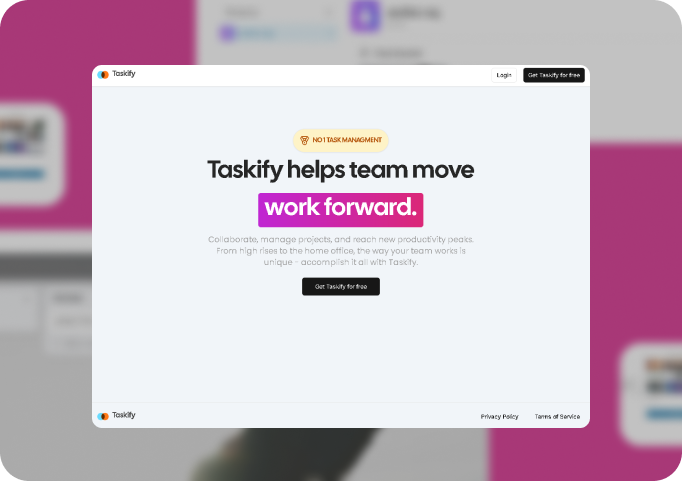 Taskify
Login
Get Taskify for free
NO 1 TASK MANAGMENT
Taskify helps team move
work forward.
Collaborate, manage projects, and reach new productivity peaks.
From high rises to the home office, the way your team works is
unique - accomplish it all with Taskify.
Get Taskify for free
Taskify
Privacy Policy
Terms of Service